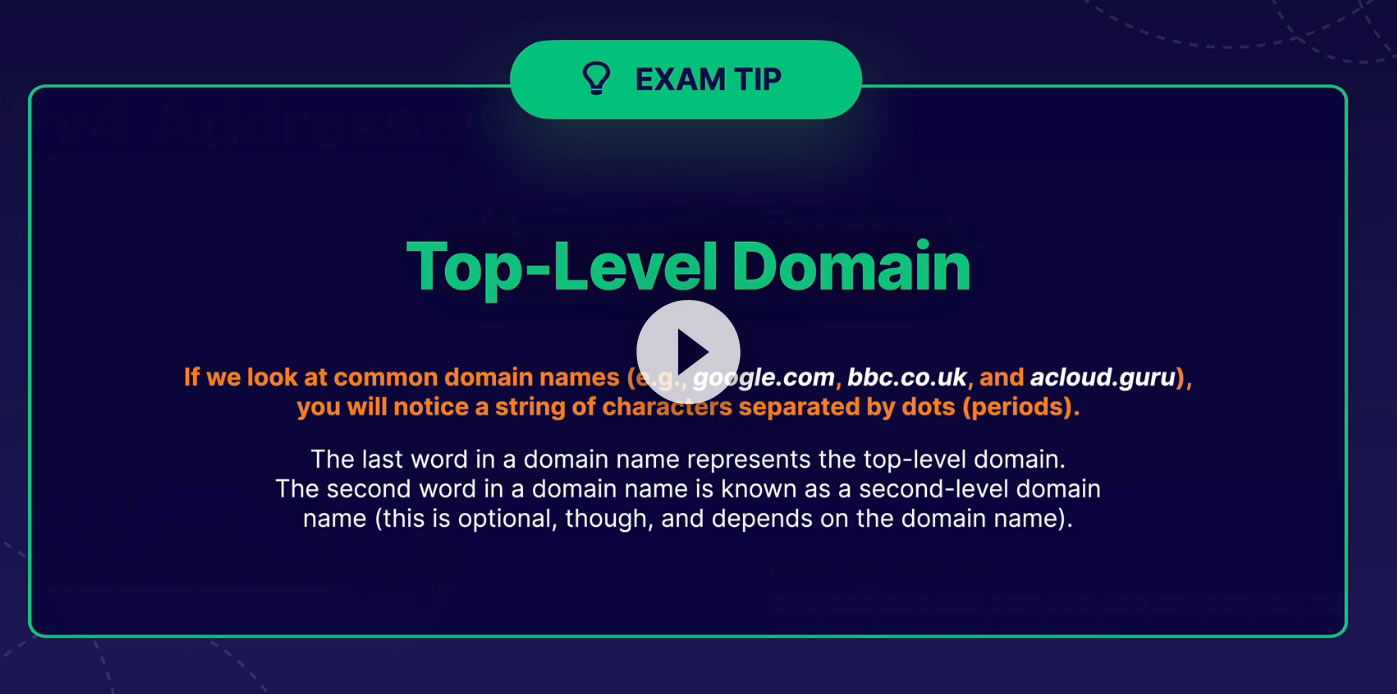 EXAM TIP
Top-Level Domain
If we look at common domain names (e.g., google.com, bbc.co.uk, and acloud.guru),
you will notice a string of characters separated by dots (periods).
The last word in a domain name represents the top-level domain.
The second word in a domain name is known as a second-level domain
name (this is optional, though, and depends on the domain name).